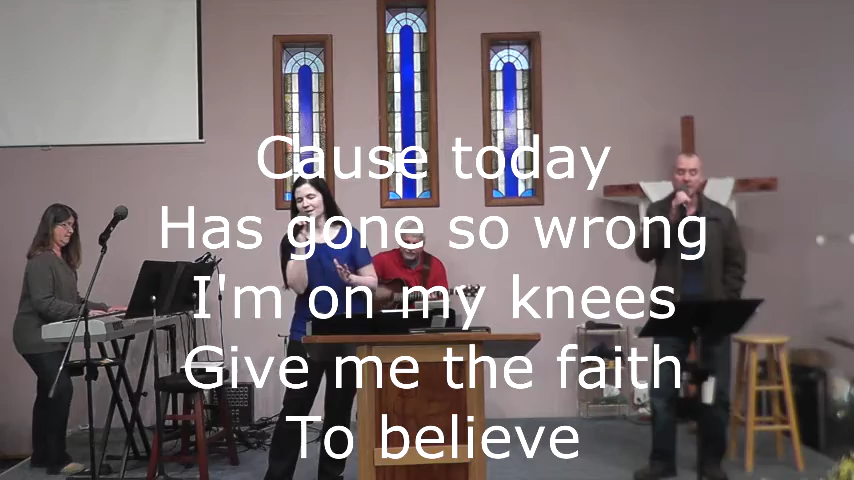 Cause today
Has gone so wrong
I'm on my knees
Give me the faith
To believe